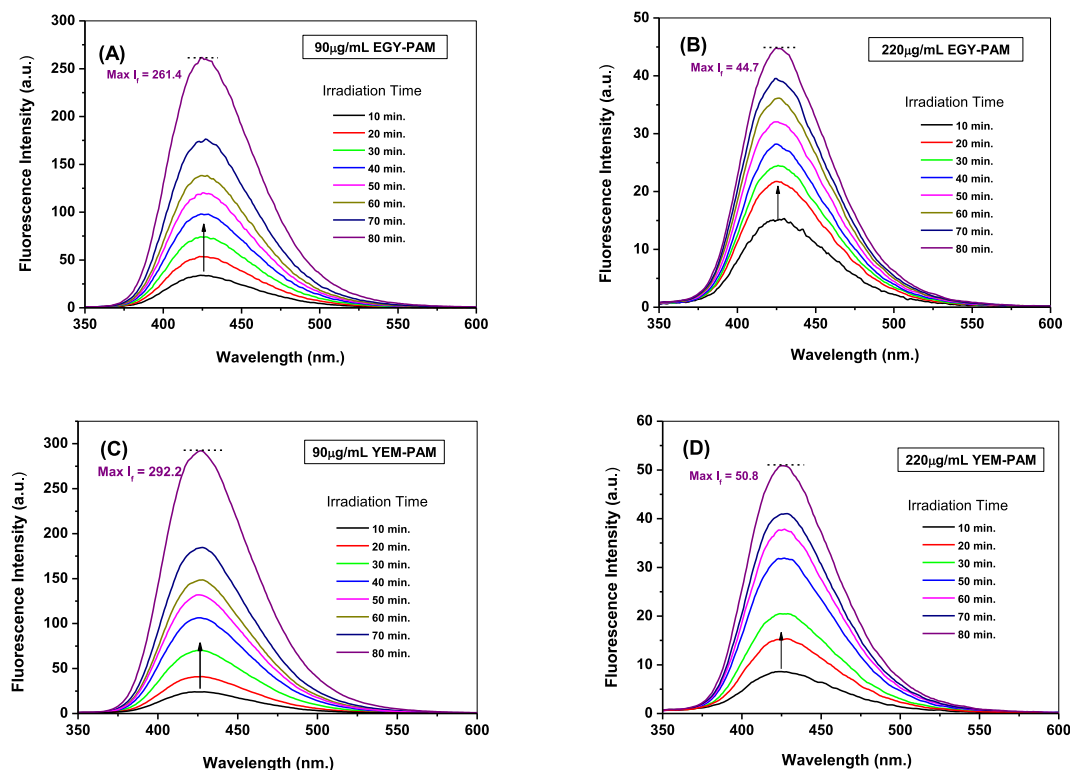 (A)
90µg/mL EGY-PAM
Max If = 261.4
Irradiation Time
10 min.
20 min.
30 min.
40 min.
50 min.
60 min.
70 min.
80 min.
300
250
200
150
100
50
0
350 400 450 500 550 600
Fluorescence Intensity (a.u.)
Wavelength (nm.)
(B)
220µg/mL EGY-PAM
Max If = 44.7
Irradiation Time
10 min.
20 min.
30 min.
40 min.
50 min.
60 min.
70 min.
80 min.
50
40
30
20
10
0
350 400 450 500 550 600
Fluorescence Intensity (a.u.)
Wavelength (nm.)
(C)
90µg/mL YEM-PAM
Max If = 292.2
Irradiation Time
10 min.
20 min.
30 min.
40 min.
50 min.
60 min.
70 min.
80 min.
300
250
200
150
100
50
0
350 400 450 500 550 600
Fluorescence Intensity (a.u.)
Wavelength (nm.)
(D)
220µg/mL YEM-PAM
Max If = 50.8
Irradiation Time
10 min.
20 min.
30 min.
50 min.
60 min.
70 min.
80 min.
60
50
40
30
20
10
0
350 400 450 500 550 600
Fluorescence Intensity (a.u.)
Wavelength (nm.)